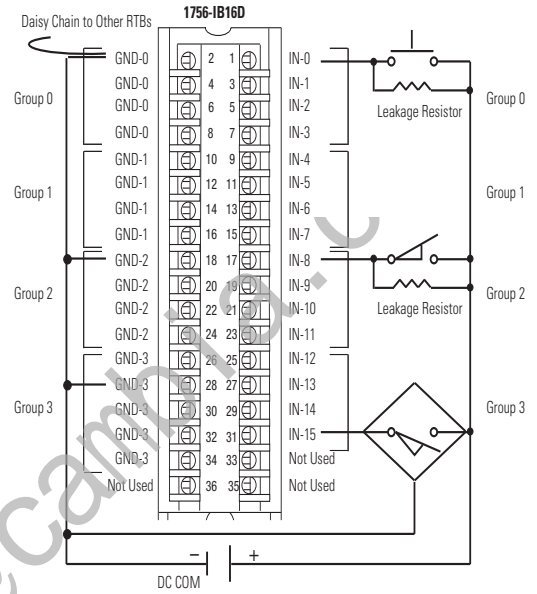 1756-IB16D
Daisy Chain to Other RTBs
GND-0 2 1 IN-0
GND-0 4 3 IN-1
GND-0 6 5 IN-2
GND-0 8 7 IN-3
Group 0
Leakage Resistor
Group 0
GND-1 10 9 IN-4
GND-1 12 11 IN-5
GND-1 14 13 IN-6
GND-1 16 15 IN-7
Group 1
Group 1
GND-2 18 17 IN-8
GND-2 20 19 IN-9
GND-2 22 21 IN-10
GND-2 24 23 IN-11
Group 2
Leakage Resistor
Group 2
GND-3 26 25 IN-12
GND-3 28 27 IN-13
GND-3 30 29 IN-14
GND-3 32 31 IN-15
GND-3 34 33 Not Used
Not Used 36 35 Not Used
Group 3
Group 3
– +
DC COM
ecambia.c